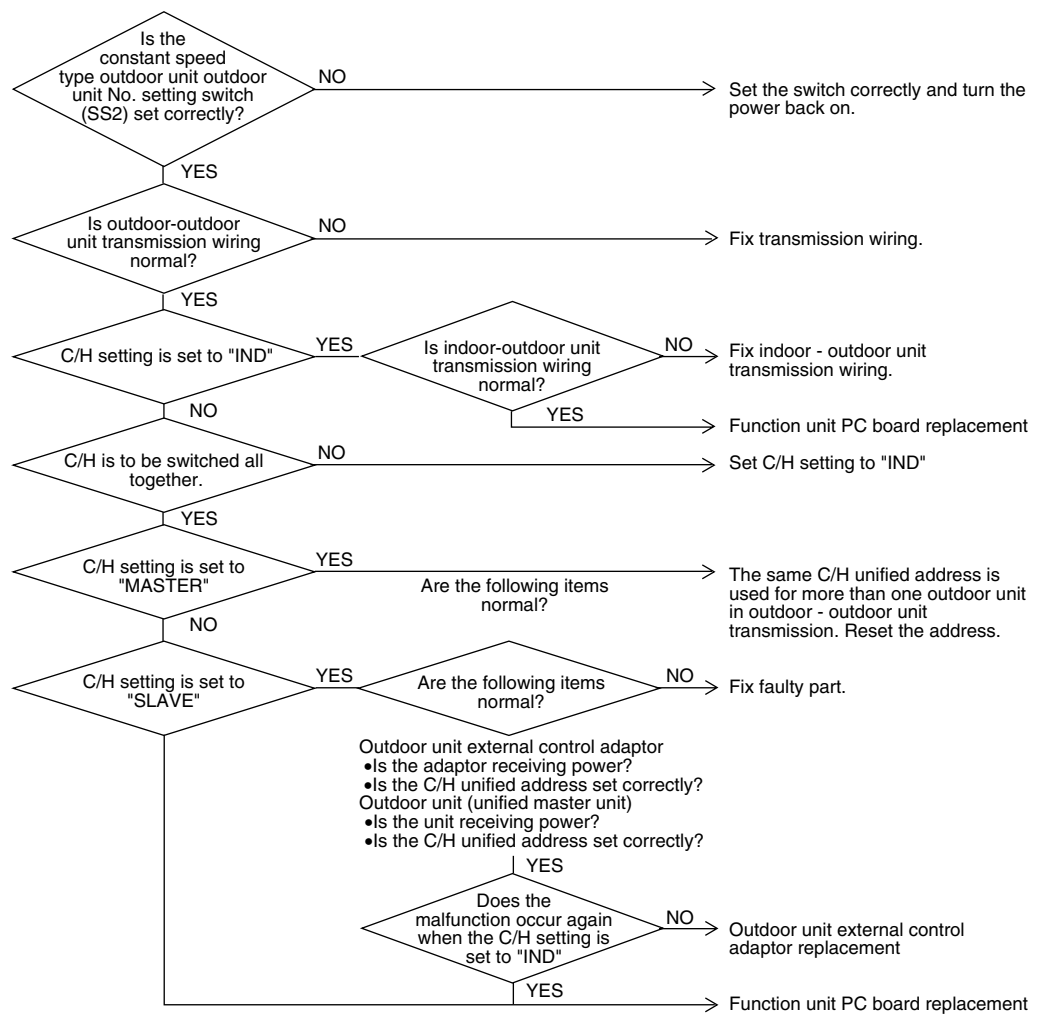 Is the
constant speed
type outdoor unit outdoor
unit No. setting switch
(SS2) set correctly?
NO
Set the switch correctly and turn the
power back on.
YES
Is outdoor-outdoor
unit transmission wiring
normal?
NO
Fix transmission wiring.
YES
C/H setting is set to "IND"
YES
Is indoor-outdoor unit
transmission wiring
normal?
NO
Fix indoor - outdoor unit
transmission wiring.
YES
Function unit PC board replacement
NO
C/H is to be switched all
together.
NO
Set C/H setting to "IND"
YES
C/H setting is set to
"MASTER"
YES
Are the following items
normal?
The same C/H unified address is
used for more than one outdoor unit
in outdoor - outdoor unit
transmission. Reset the address.
NO
C/H setting is set to
"SLAVE"
YES
Are the following items
normal?
NO
Fix faulty part.
Outdoor unit external control adaptor
•Is the adaptor receiving power?
•Is the C/H unified address set correctly?
Outdoor unit (unified master unit)
•Is the unit receiving power?
•Is the C/H unified address set correctly?
YES
Does the
malfunction occur again
when the C/H setting is
set to "IND"
NO
Outdoor unit external control
adaptor replacement
YES
Function unit PC board replacement